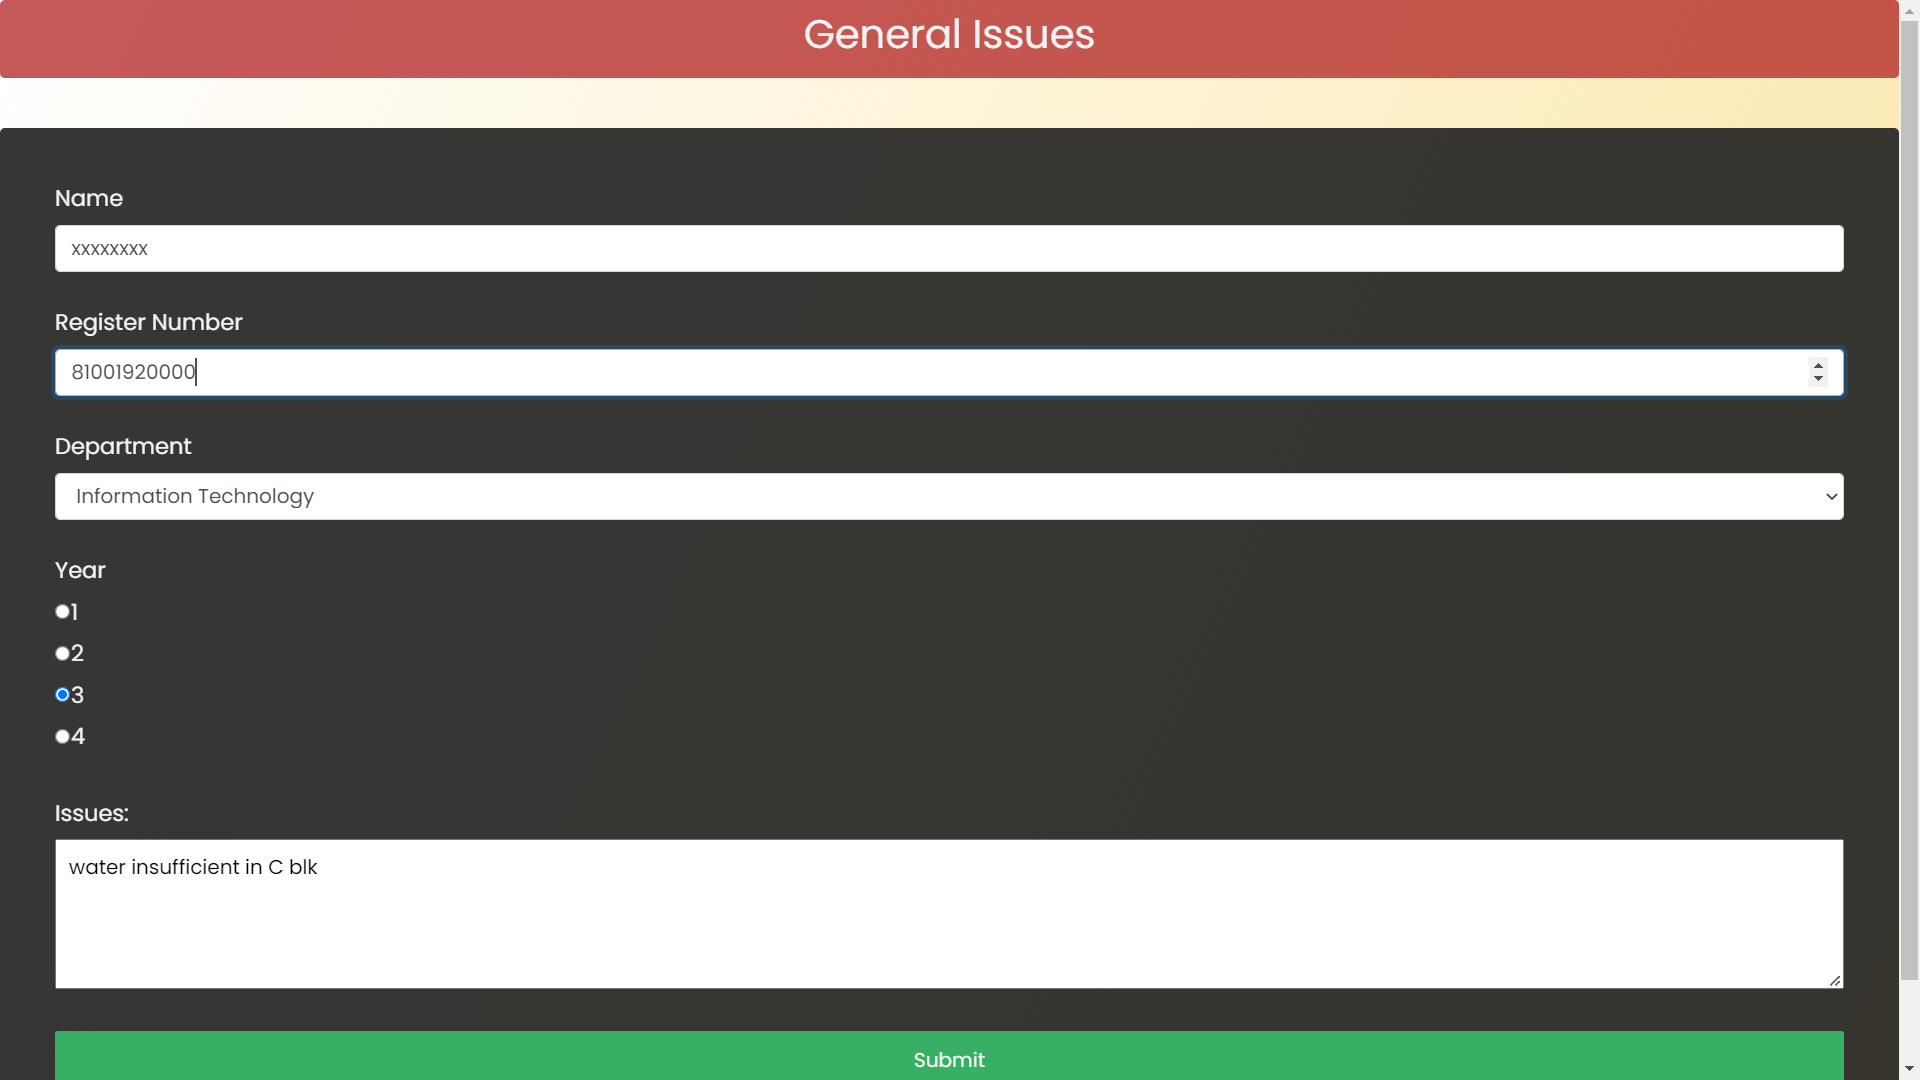 General Issues
Name
xxxxxxxx
Register Number
81001920000
Department
Information Technology
Year
1
2
3
4
Issues:
water insufficient in C blk
Submit